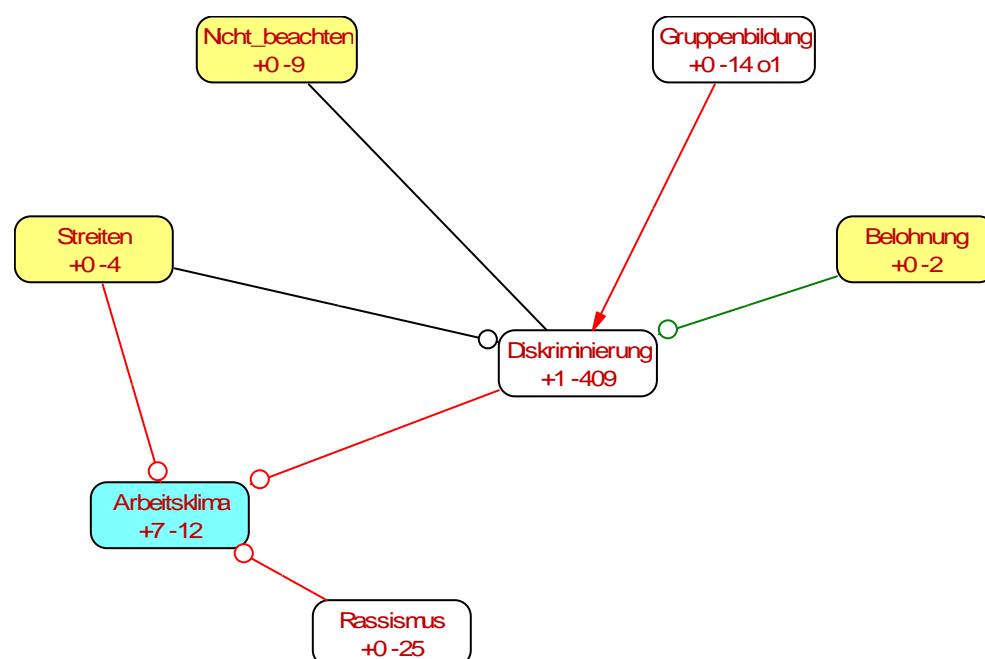 Nicht_beachten
+0 -9
Gruppenbildung
+0 -14 o1
Streiten
+0 -4
Belohnung
+0 -2
Diskriminierung
+1 -409
Arbeitsklima
+7 -12
Rassismus
+0 -25